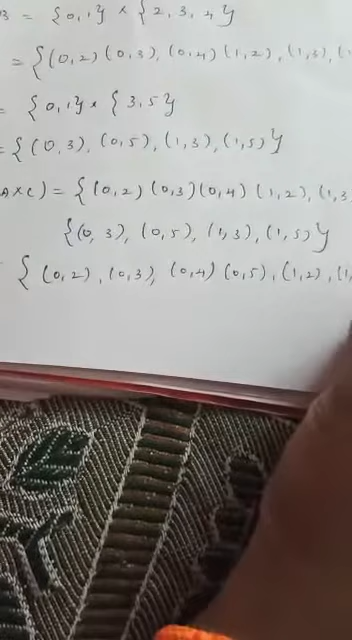 B = {0,1} × {2,3,4}
= {(0,2) (0,3), (0,4) (1,2), (1,3), (1
= {0,1} × {3,5}
= {(0,3), (0,5), (1,3), (1,5)}
A×C) = {(0,2) (0,3) (0,4) (1,2), (1,3)
{(0,3), (0,5), (1,3), (1,5)}
{(0,2), (0,3), (0,4) (0,5), (1,2), (1,